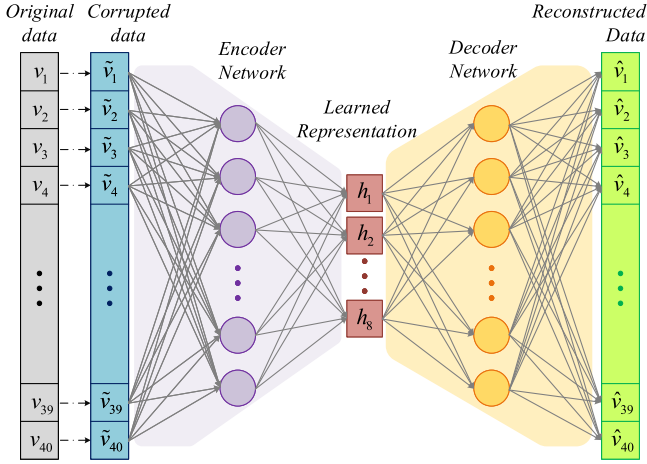 Original
data
Corrupted
data
Encoder
Network
Learned
Representation
Decoder
Network
Reconstructed
Data
v₁
v₂
v₃
v₄
v₃₉
v₄₀
ṽ₁
ṽ₂
ṽ₃
ṽ₄
ṽ₃₉
ṽ₄₀
h₁
h₂
h₈
v̂₁
v̂₂
v̂₃
v̂₄
v̂₃₉
v̂₄₀